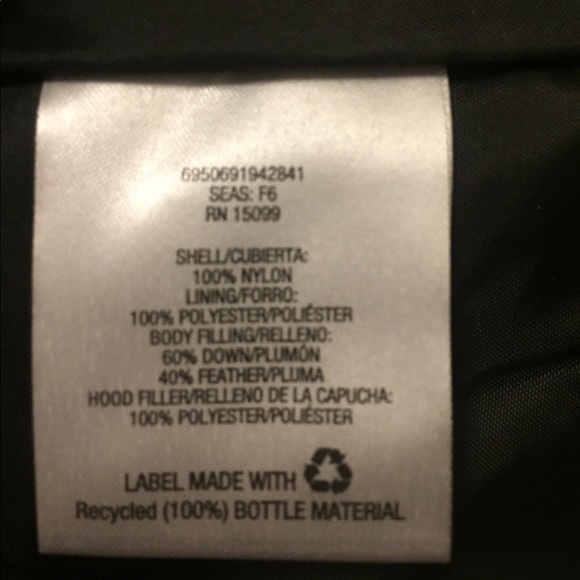 6950691942841
SEAS: F6
RN 15099
SHELL/CUBIERTA:
100% NYLON
LINING/FORRO:
100% POLYESTER/POLIÉSTER
BODY FILLING/RELLENO:
60% DOWN/PLUMÓN
40% FEATHER/PLUMA
HOOD FILLER/RELLENO DE LA CAPUCHA:
100% POLYESTER/POLIÉSTER
LABEL MADE WITH
Recycled (100%) BOTTLE MATERIAL